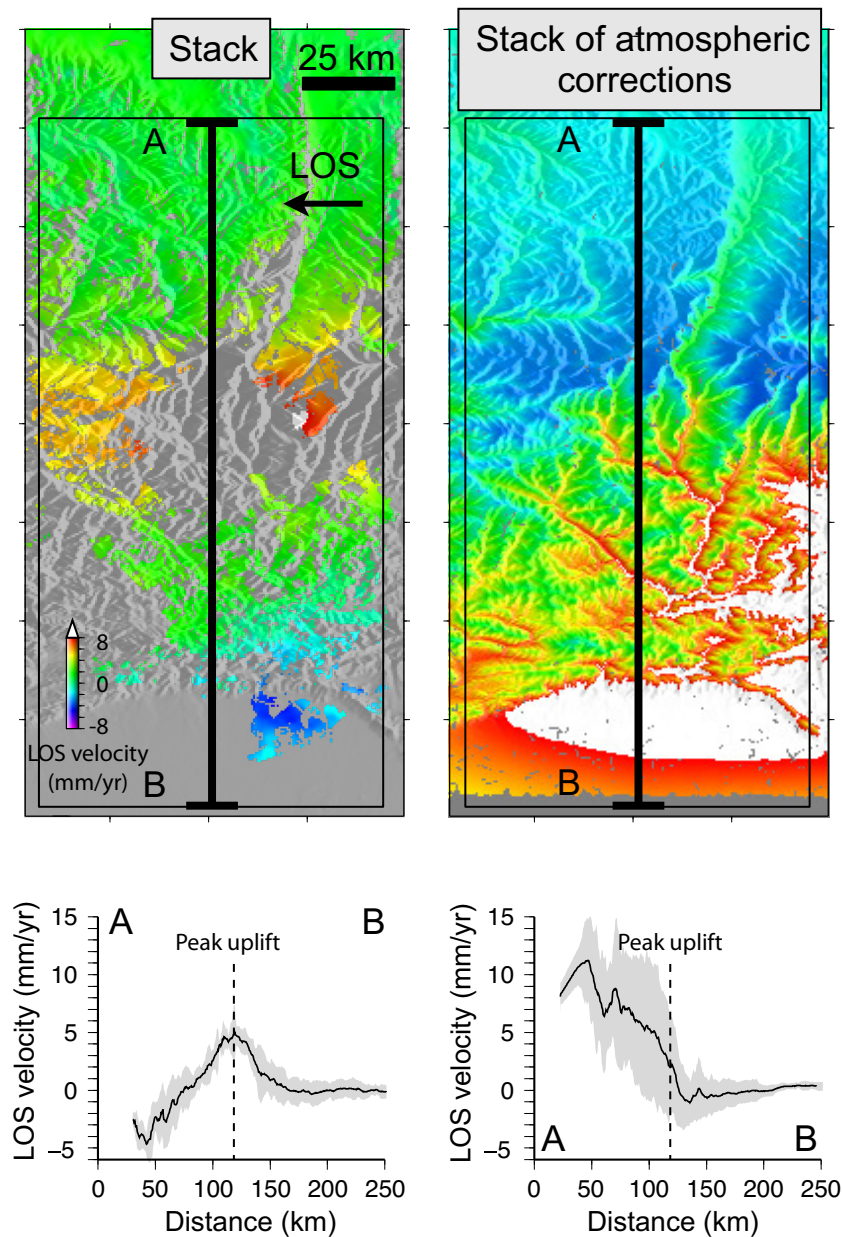 Stack
25 km
A
LOS
8
0
-8
LOS velocity
(mm/yr)
B
Stack of atmospheric
corrections
A
B
LOS velocity (mm/yr)
15
10
5
0
−5
A
B
Peak uplift
0
50
100
150
200
250
Distance (km)
LOS velocity (mm/yr)
15
10
5
0
−5
Peak uplift
A
B
0
50
100
150
200
250
Distance (km)